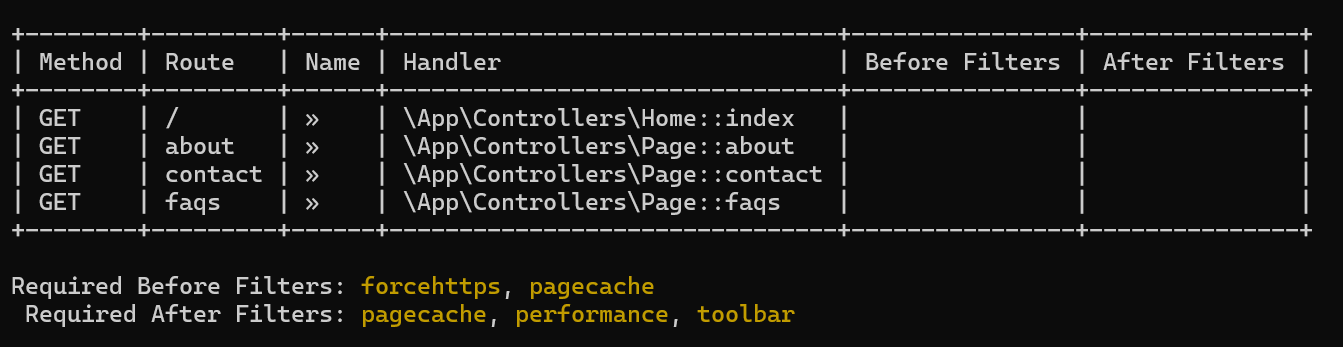 +--------+---------+------+--------------------------------+----------------+---------------+
| Method | Route   | Name | Handler                        | Before Filters | After Filters |
+--------+---------+------+--------------------------------+----------------+---------------+
| GET    | /       | »    | \App\Controllers\Home::index   |                |               |
| GET    | about   | »    | \App\Controllers\Page::about   |                |               |
| GET    | contact | »    | \App\Controllers\Page::contact |                |               |
| GET    | faqs    | »    | \App\Controllers\Page::faqs    |                |               |
+--------+---------+------+--------------------------------+----------------+---------------+
Required Before Filters: forcehttps, pagecache
 Required After Filters: pagecache, performance, toolbar